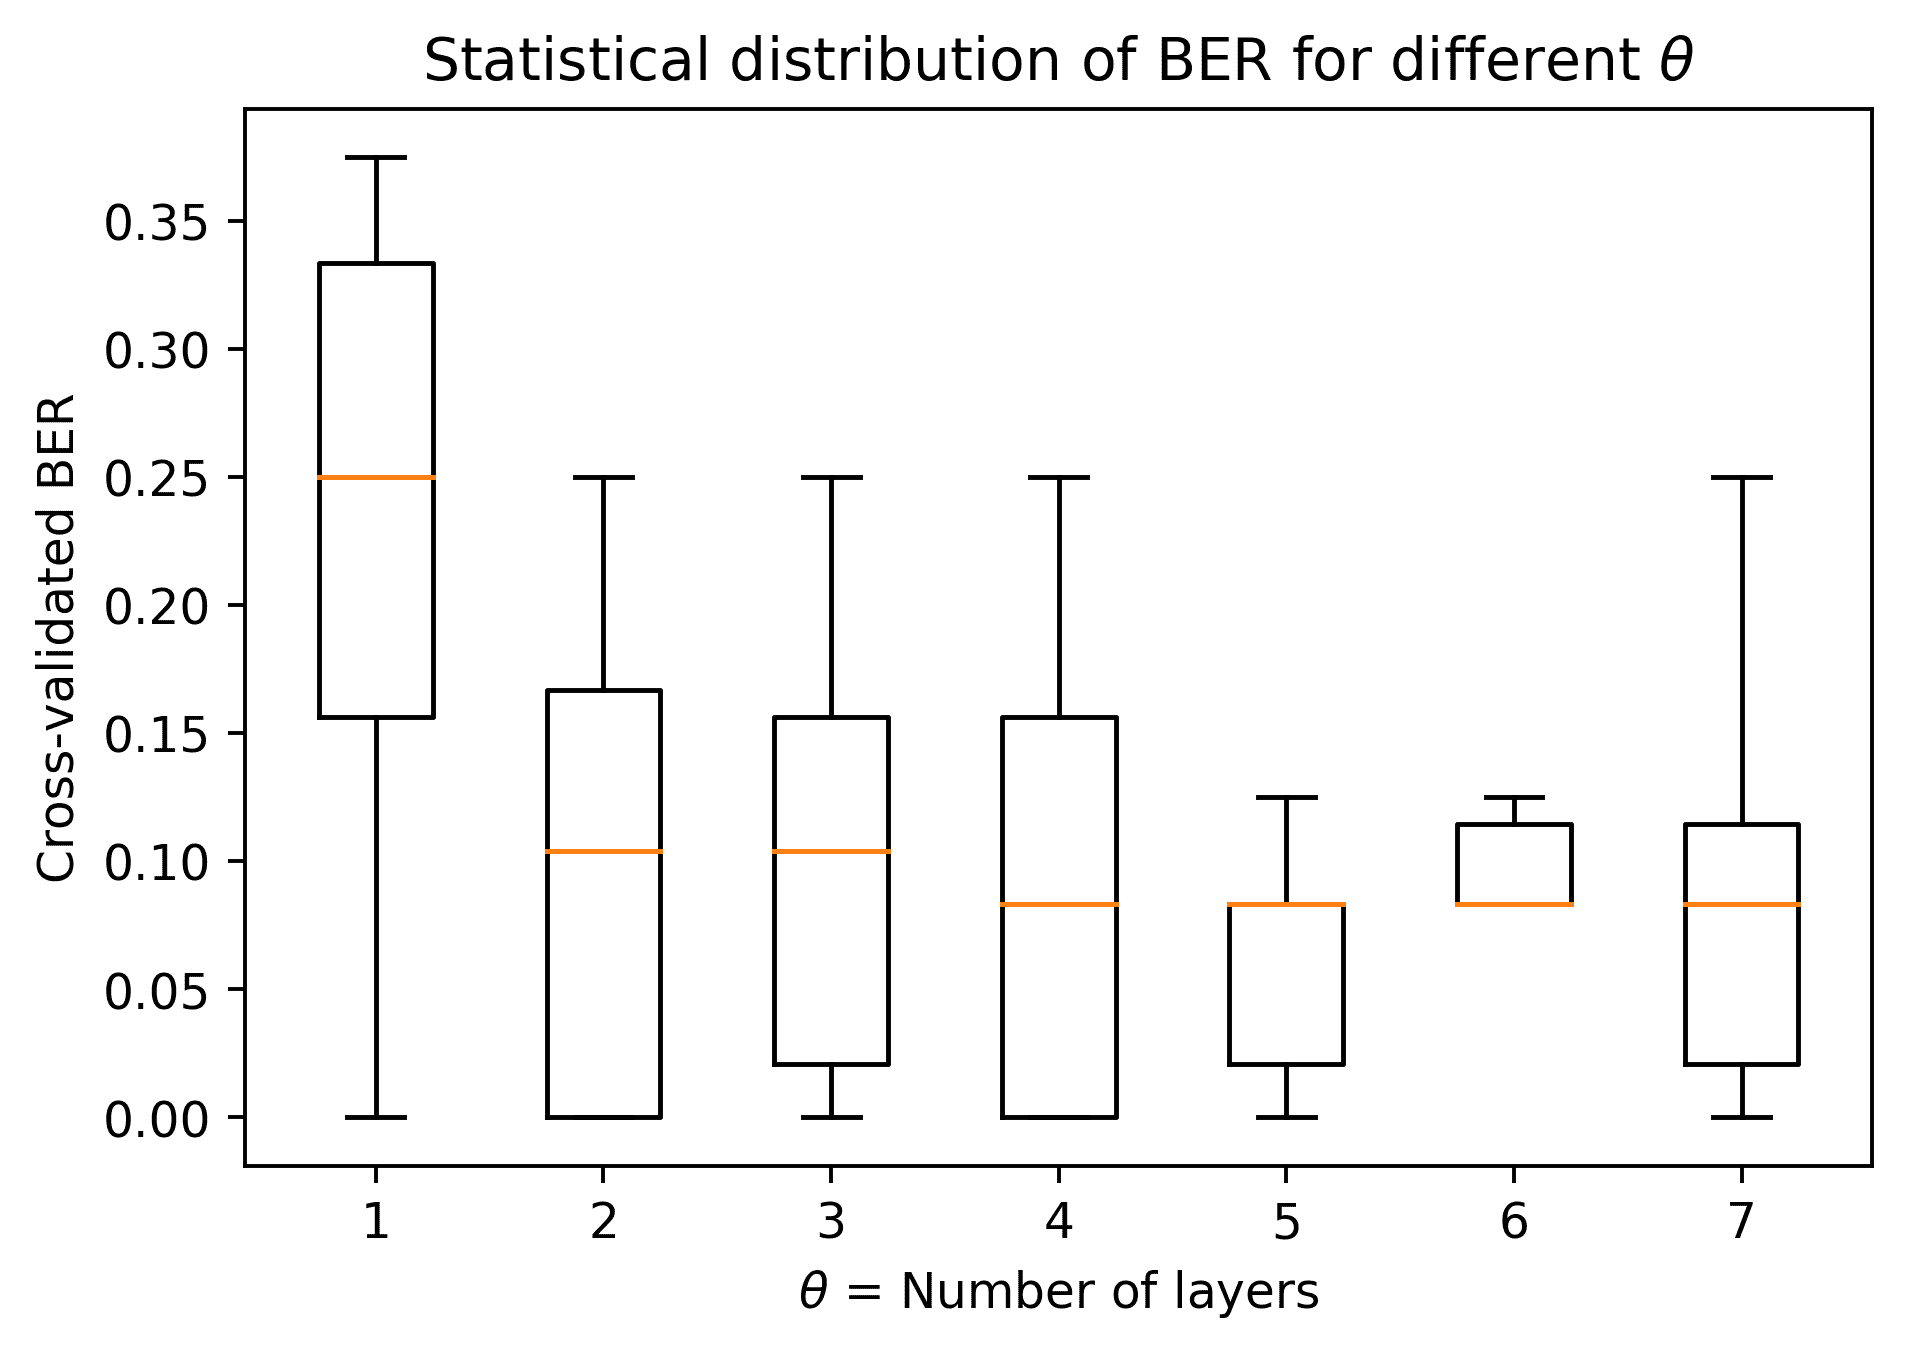 Statistical distribution of BER for different θ
Cross-validated BER
0.35
0.30
0.25
0.20
0.15
0.10
0.05
0.00
1 2 3 4 5 6 7
θ = Number of layers